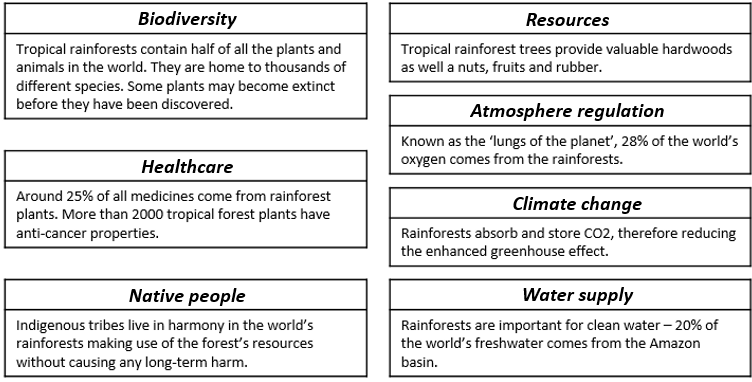 Biodiversity
Tropical rainforests contain half of all the plants and
animals in the world. They are home to thousands of
different species. Some plants may become extinct
before they have been discovered.
Healthcare
Around 25% of all medicines come from rainforest
plants. More than 2000 tropical forest plants have
anti-cancer properties.
Native people
Indigenous tribes live in harmony in the world’s
rainforests making use of the forest’s resources
without causing any long-term harm.
Resources
Tropical rainforest trees provide valuable hardwoods
as well a nuts, fruits and rubber.
Atmosphere regulation
Known as the ‘lungs of the planet’, 28% of the world’s
oxygen comes from the rainforests.
Climate change
Rainforests absorb and store CO2, therefore reducing
the enhanced greenhouse effect.
Water supply
Rainforests are important for clean water – 20% of
the world’s freshwater comes from the Amazon
basin.